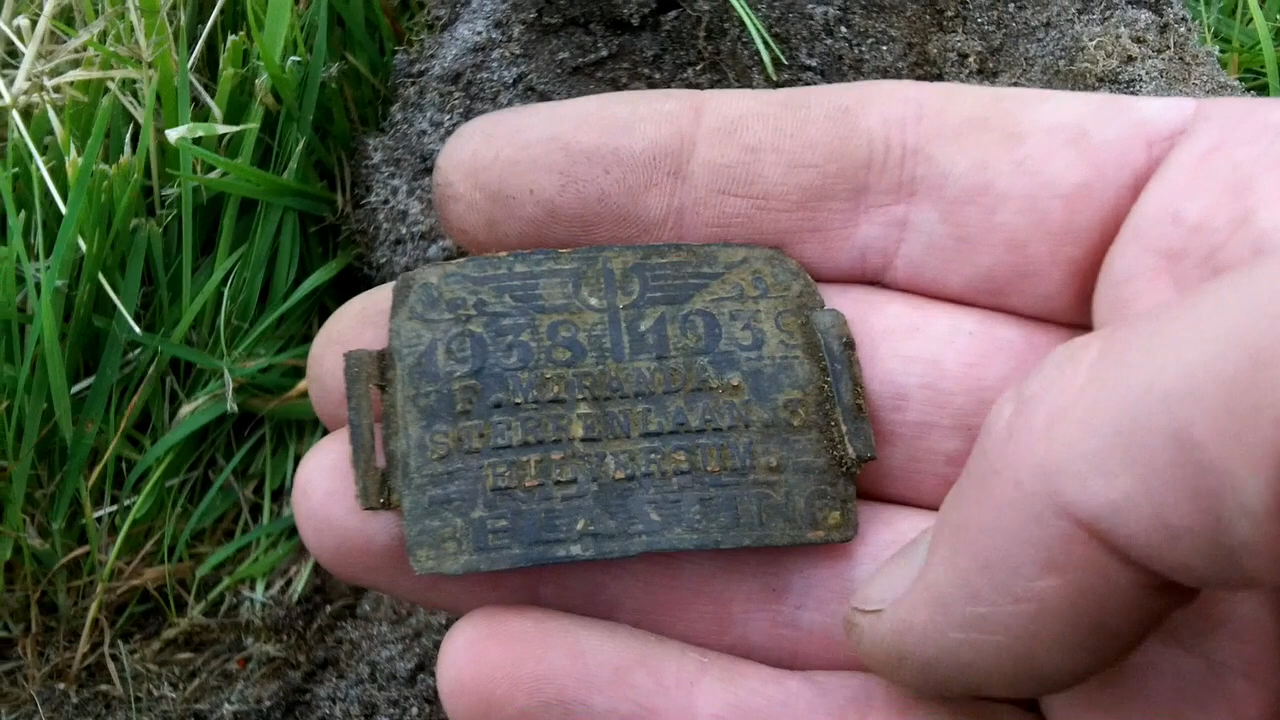 1938 1939
P. MIRANDA.
STERRENLAAN.
HILVERSUM.
BELASTING